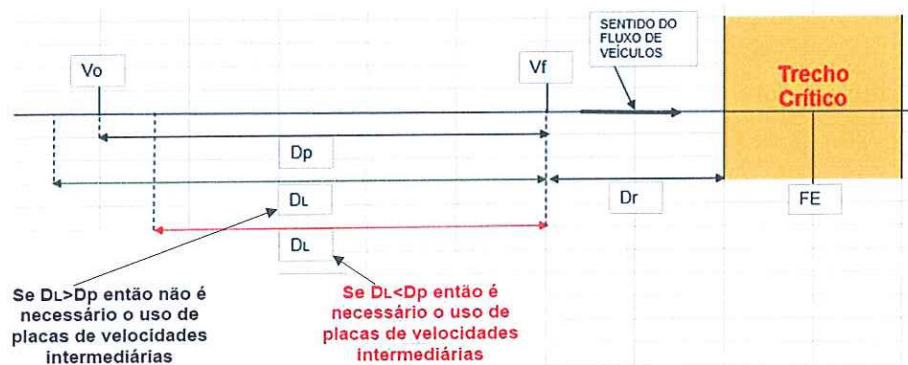 SENTIDO DO
FLUXO DE
VEÍCULOS
Vo
Vf
Trecho
Crítico
Dp
DL
Dr
FE
DL
Se DL>Dp então não é
necessário o uso de
placas de velocidades
intermediárias
Se DL<Dp então é
necessário o uso de
placas de velocidades
intermediárias